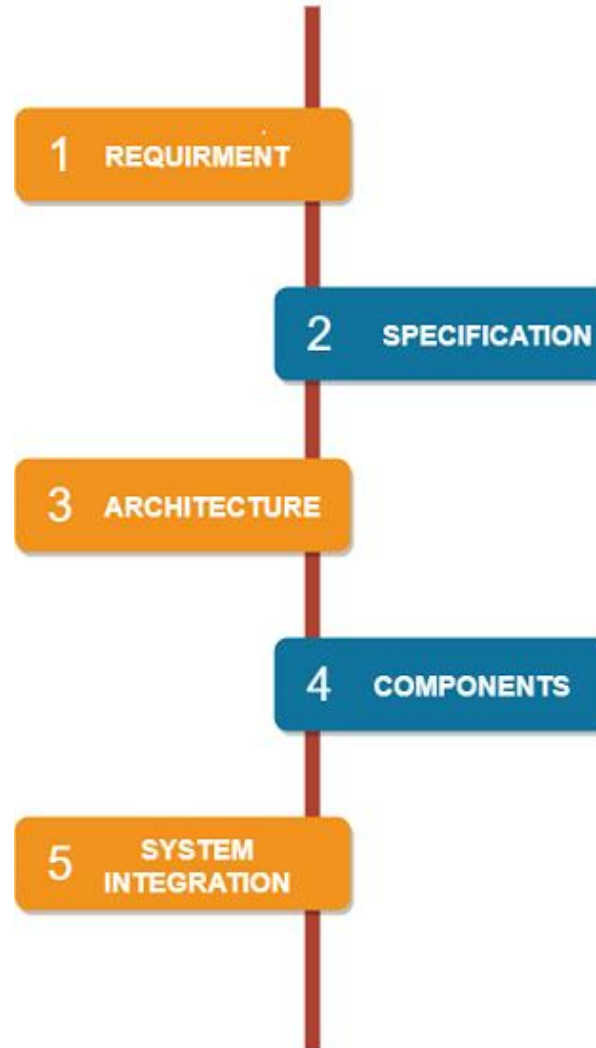 1 REQUIRMENT
2 SPECIFICATION
3 ARCHITECTURE
4 COMPONENTS
5 SYSTEM
INTEGRATION